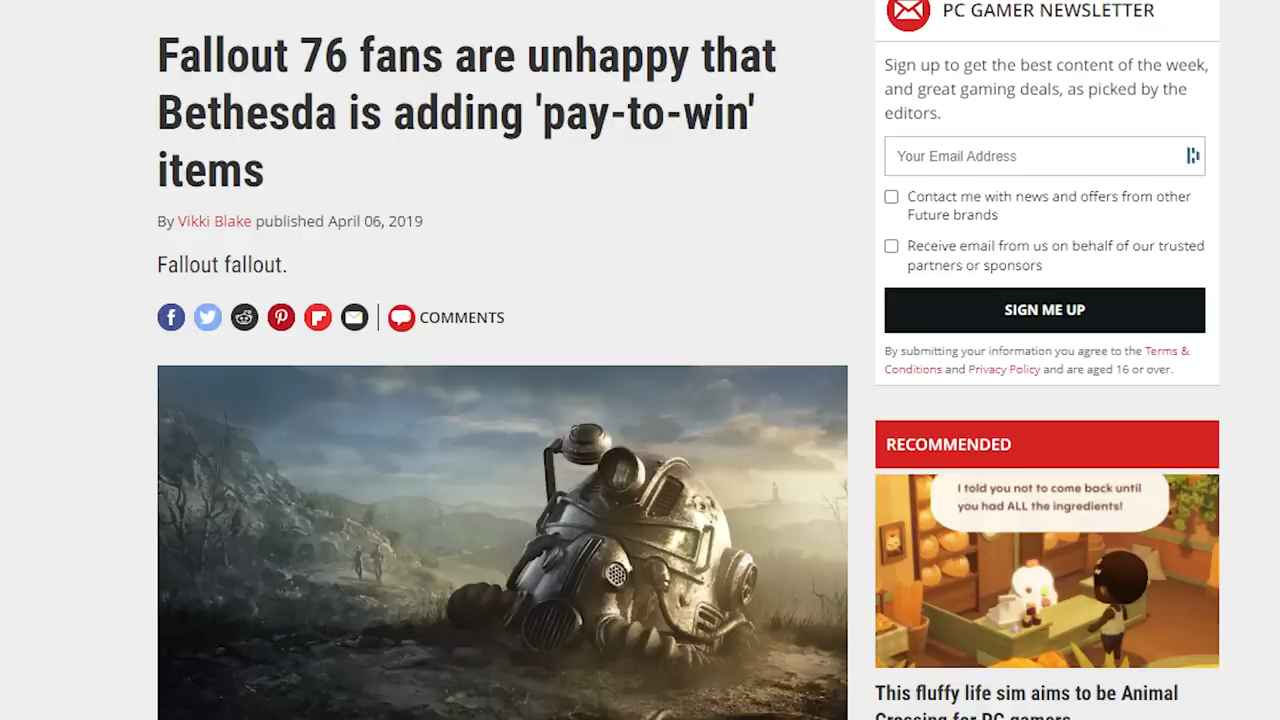 Fallout 76 fans are unhappy that
Bethesda is adding 'pay-to-win'
items
By Vikki Blake published April 06, 2019
Fallout fallout.
COMMENTS
PC GAMER NEWSLETTER
Sign up to get the best content of the week,
and great gaming deals, as picked by the
editors.
Your Email Address
Contact me with news and offers from other
Future brands
Receive email from us on behalf of our trusted
partners or sponsors
SIGN ME UP
By submitting your information you agree to the Terms &
Conditions and Privacy Policy and are aged 16 or over.
RECOMMENDED
I told you not to come back until
you had ALL the ingredients!
This fluffy life sim aims to be Animal
Crossing for PC gamers